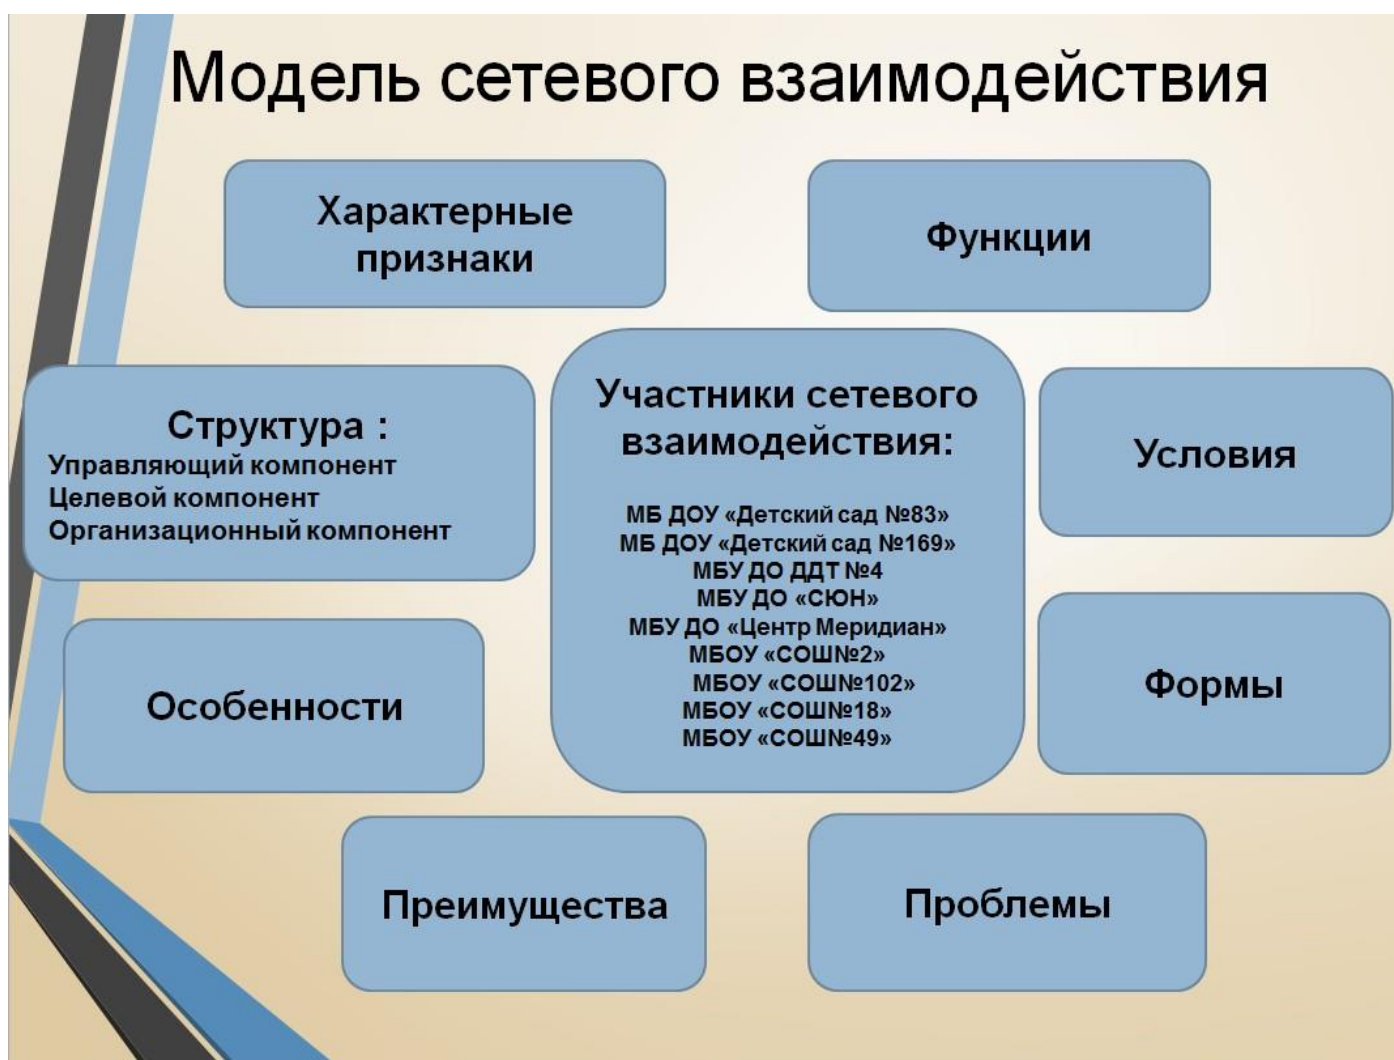 Модель сетевого взаимодействия
Характерные
признаки
Функции
Структура :
Управляющий компонент
Целевой компонент
Организационный компонент
Участники сетевого
взаимодействия:
МБ ДОУ «Детский сад №83»
МБ ДОУ «Детский сад №169»
МБУ ДО ДДТ №4
МБУ ДО «СЮН»
МБУ ДО «Центр Меридиан»
МБОУ «СОШ№2»
МБОУ «СОШ№102»
МБОУ «СОШ№18»
МБОУ «СОШ№49»
Условия
Особенности
Формы
Преимущества
Проблемы